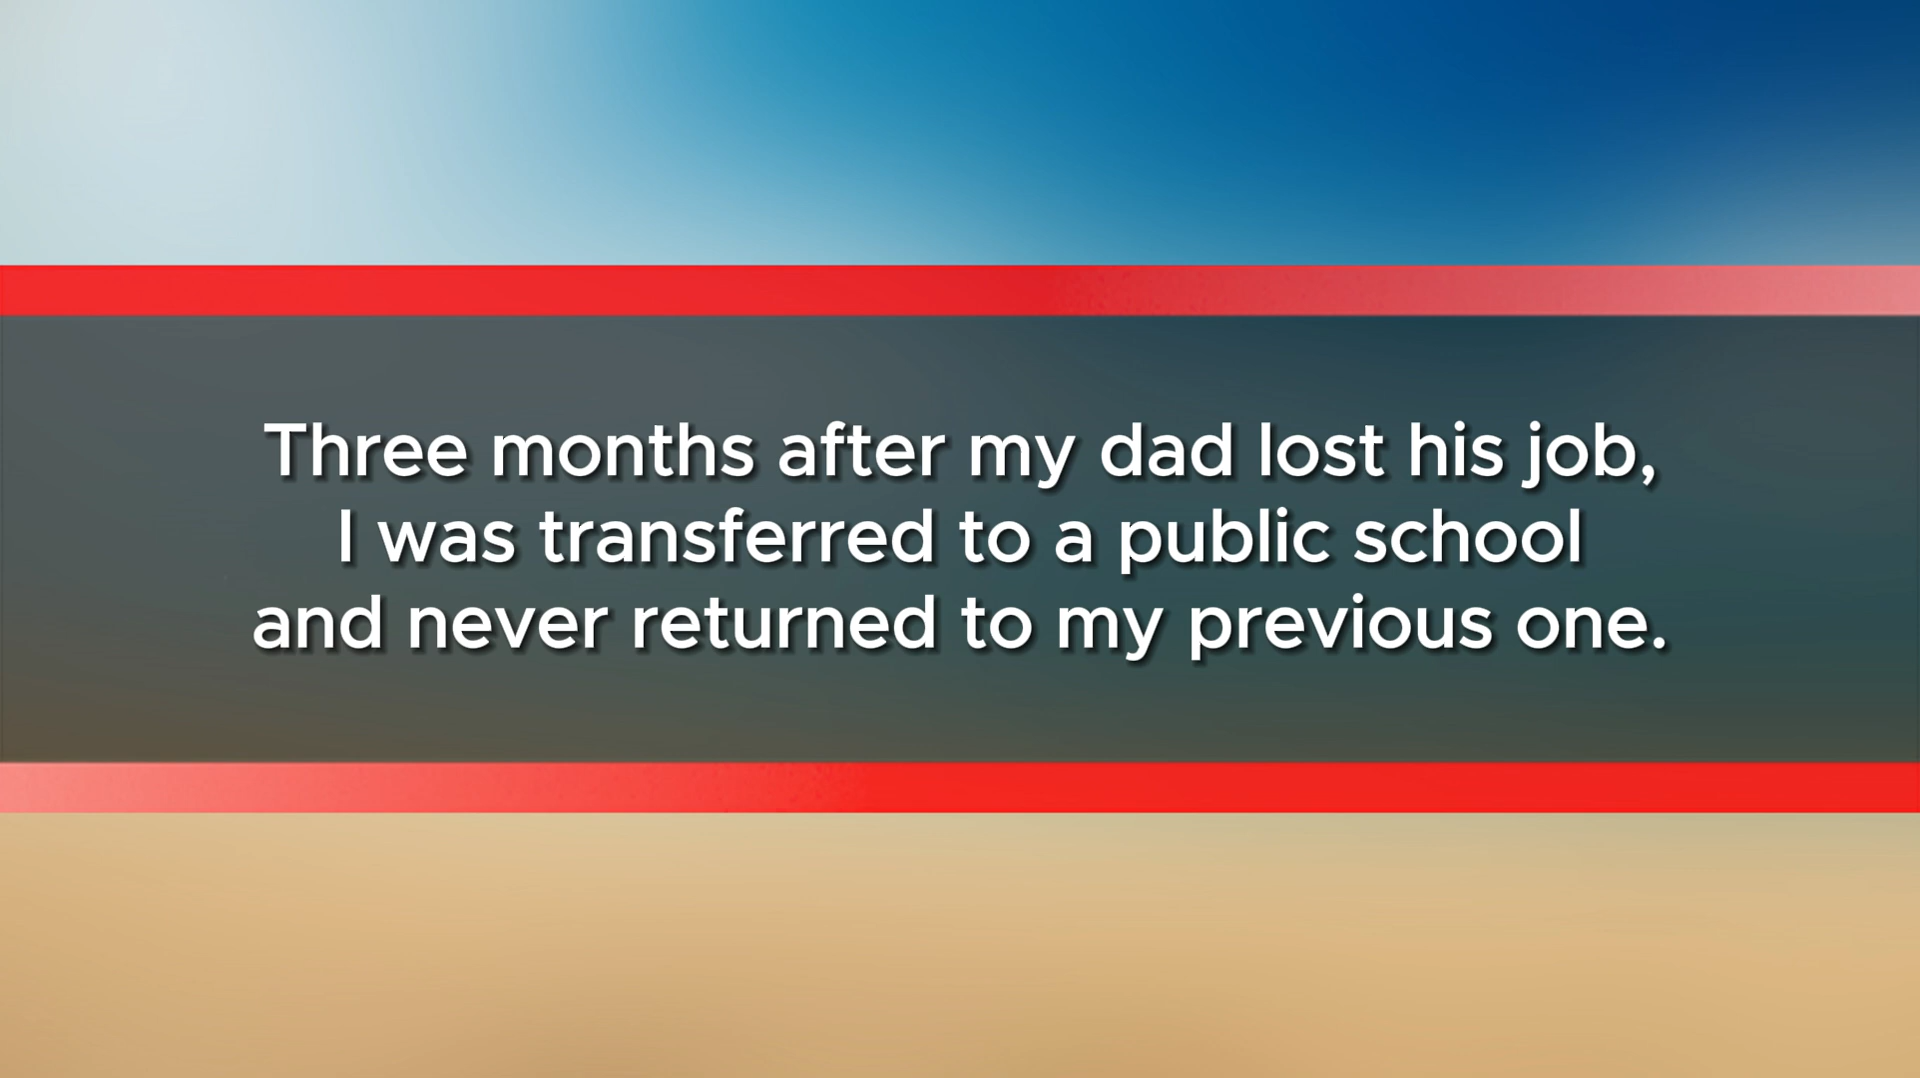 Three months after my dad lost his job,
I was transferred to a public school
and never returned to my previous one.